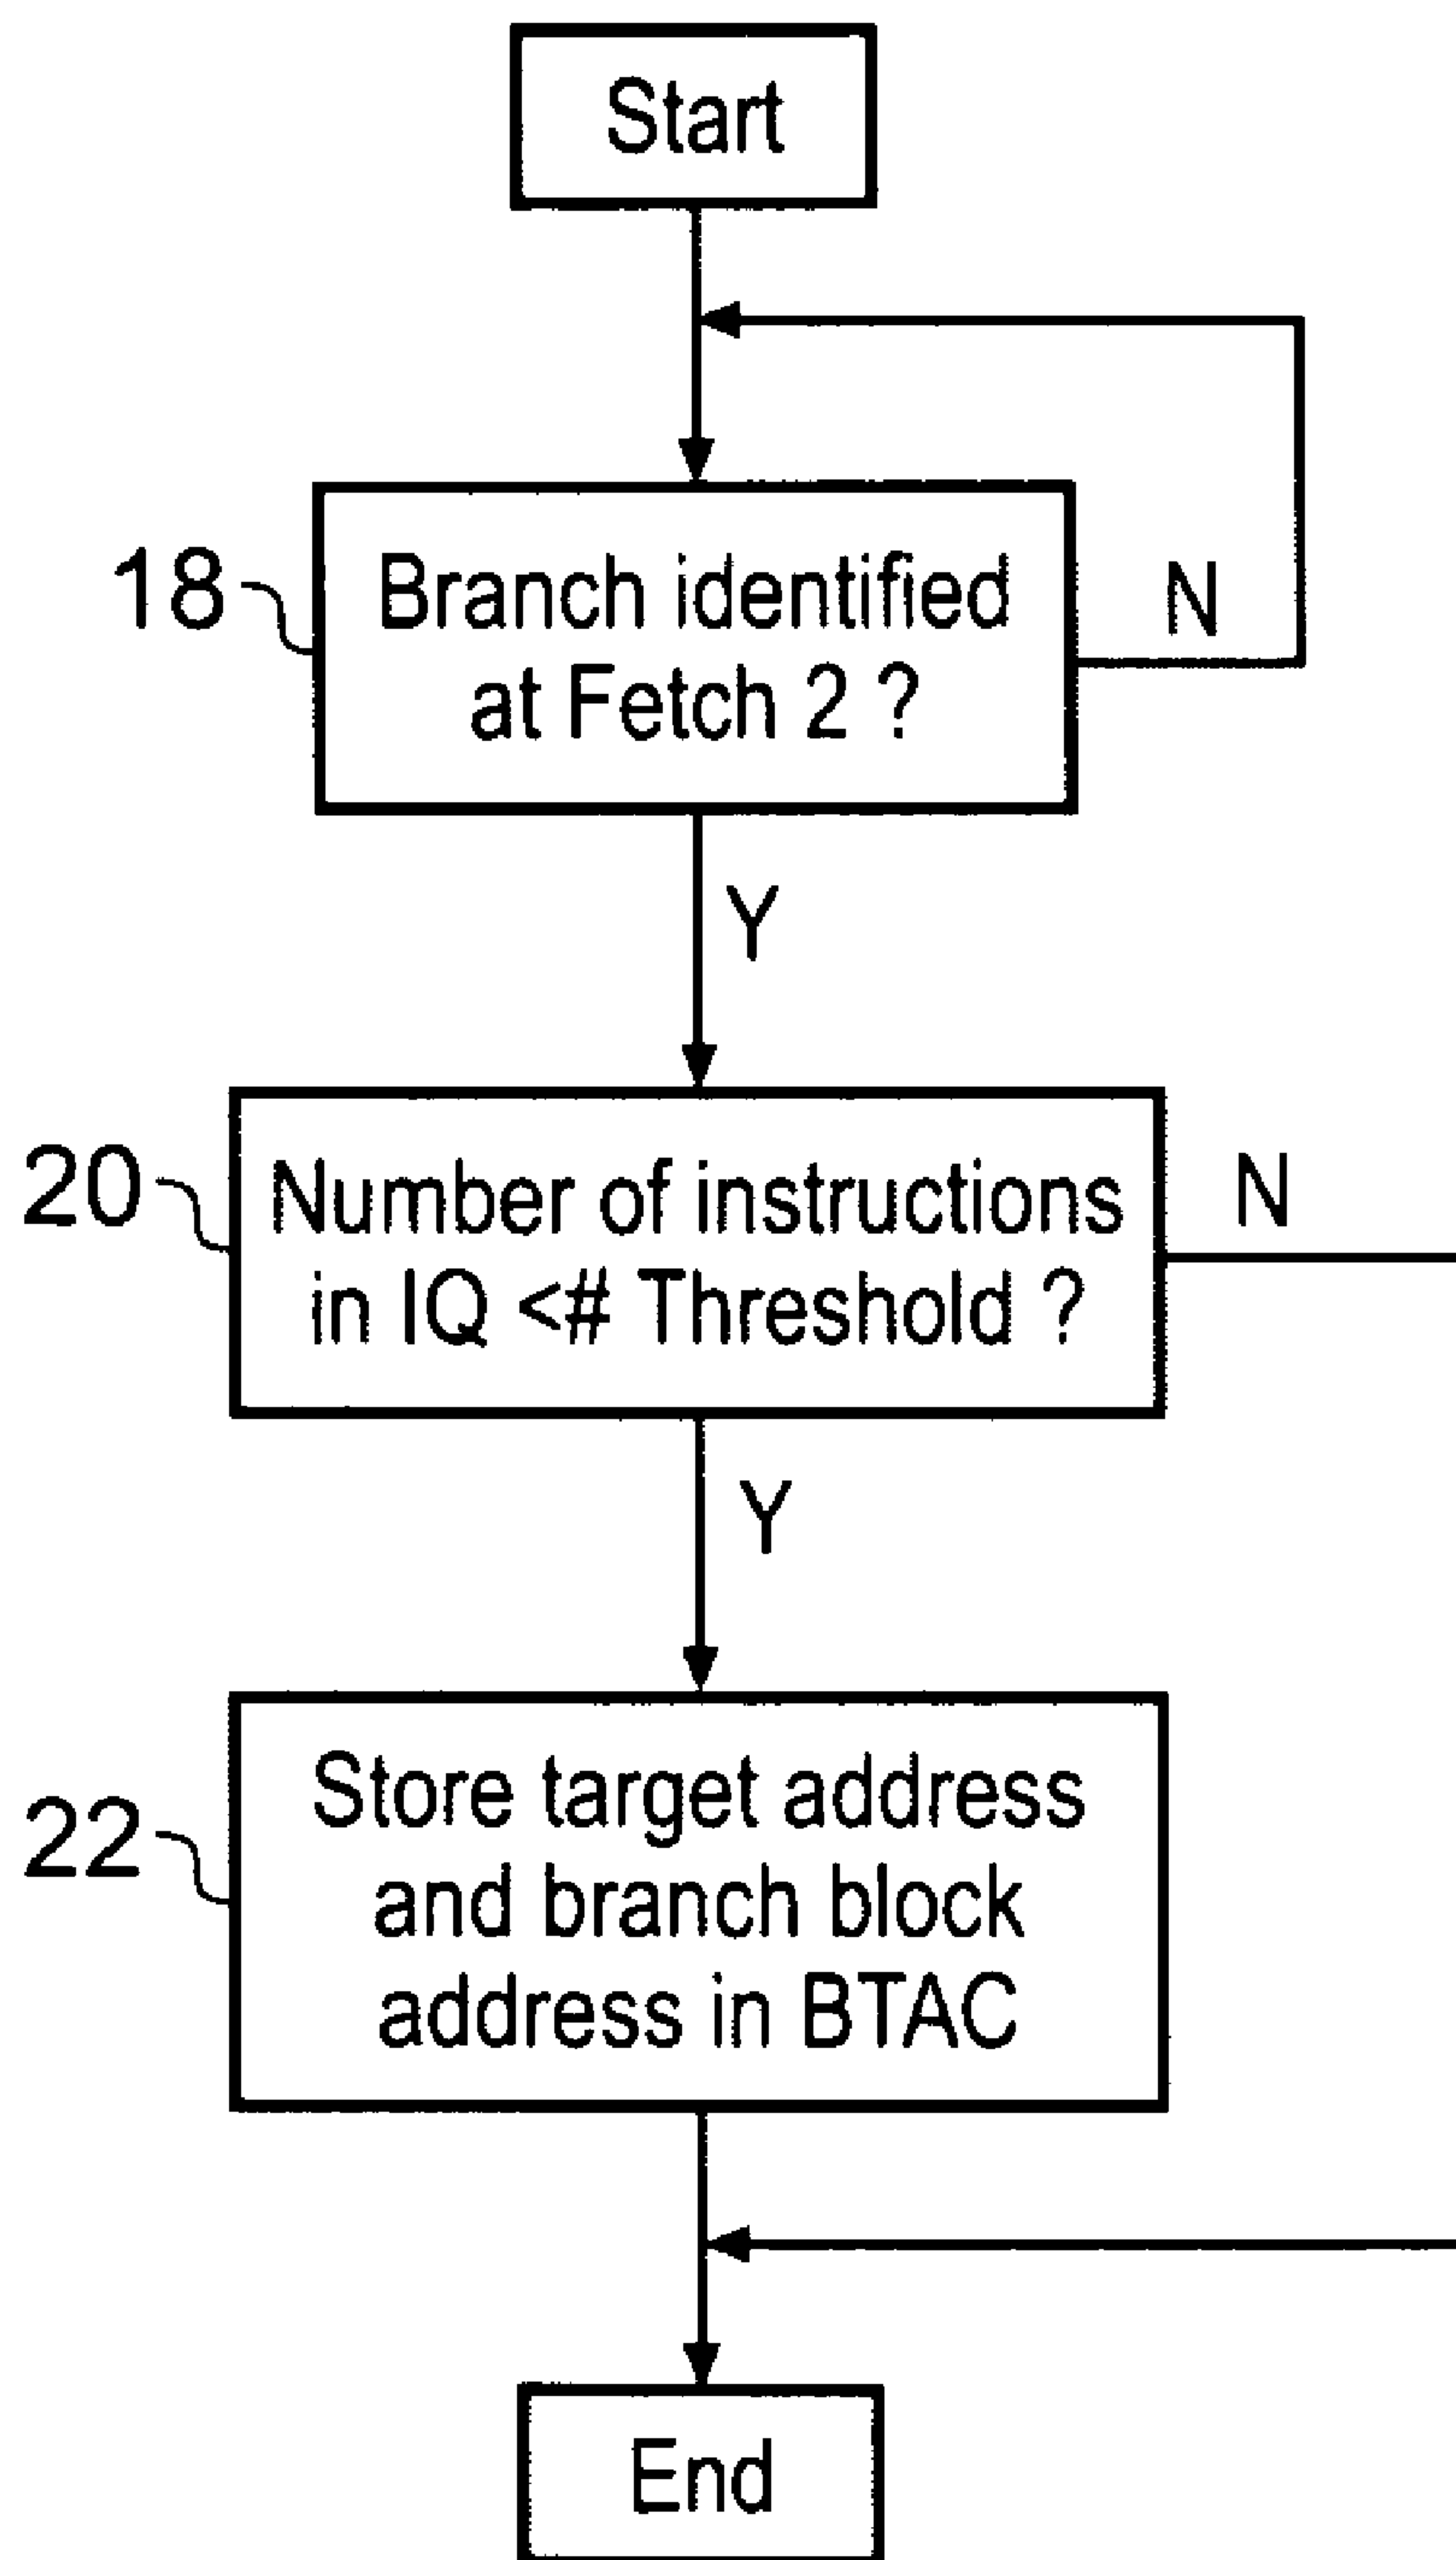 Start
18
Branch identified
at Fetch 2 ?
N
Y
20
Number of instructions
in IQ <# Threshold ?
N
Y
22
Store target address
and branch block
address in BTAC
End